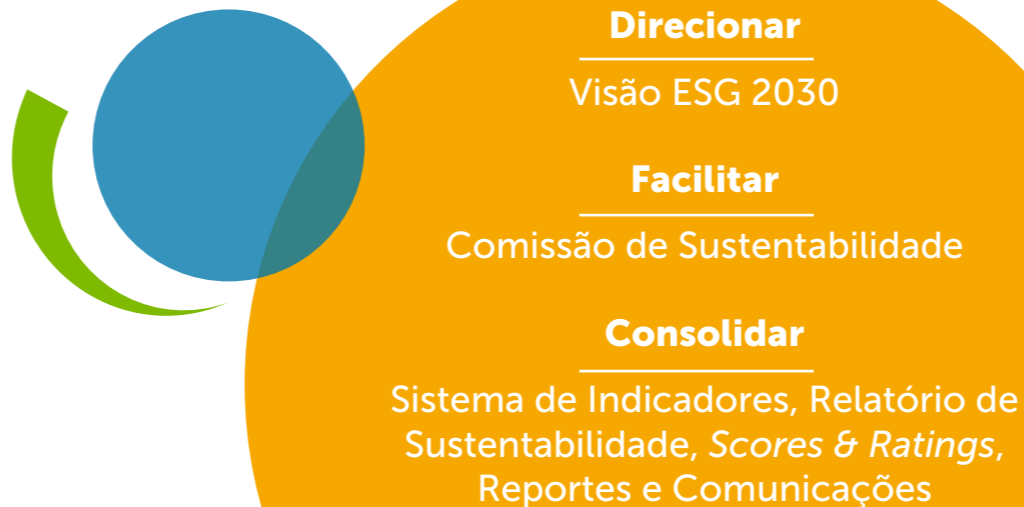 Direcionar
Visão ESG 2030
Facilitar
Comissão de Sustentabilidade
Consolidar
Sistema de Indicadores, Relatório de
Sustentabilidade, Scores & Ratings,
Reportes e Comunicações